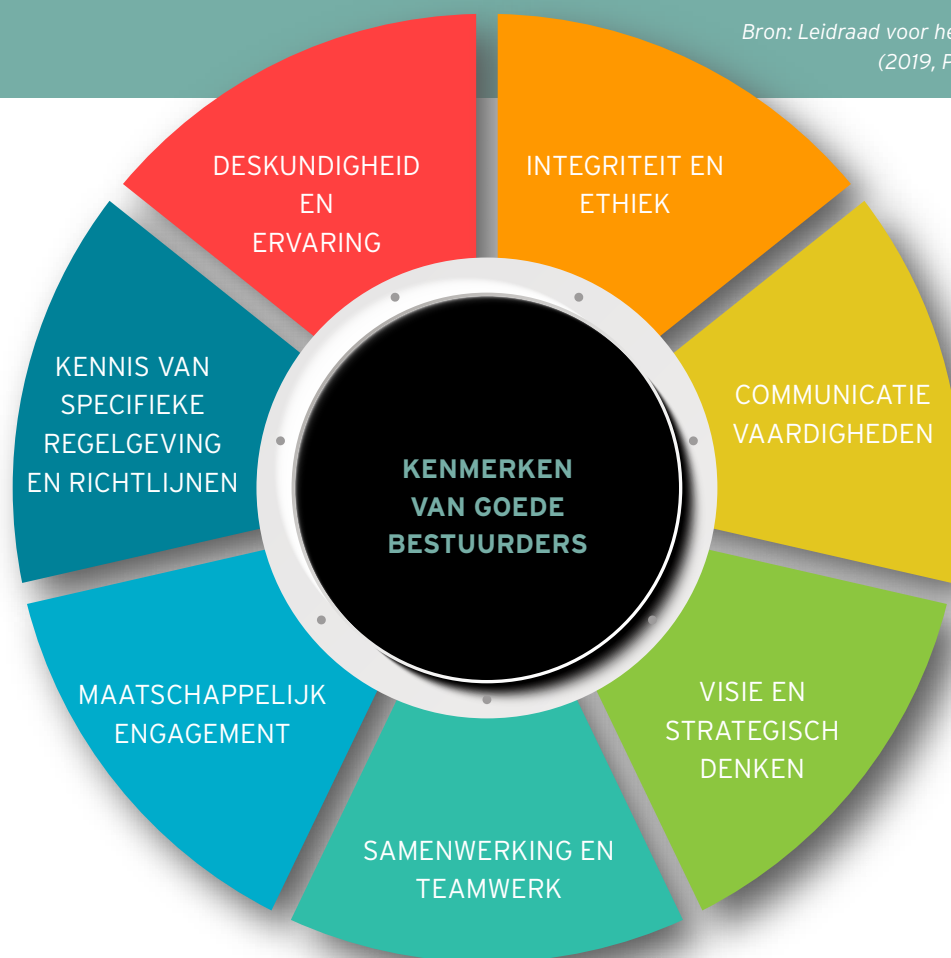 Bron: Leidraad voor
(2019,
DESKUNDIGHEID
EN
ERVARING
INTEGRITEIT EN
ETHIEK
COMMUNICATIE
VAARDIGHEDEN
VISIE EN
STRATEGISCH
DENKEN
SAMENWERKING EN
TEAMWERK
MAATSCHAPPELIJK
ENGAGEMENT
KENNIS VAN
SPECIFIEKE
REGELGEVING
EN RICHTLIJNEN
KENMERKEN
VAN GOEDE
BESTUURDERS